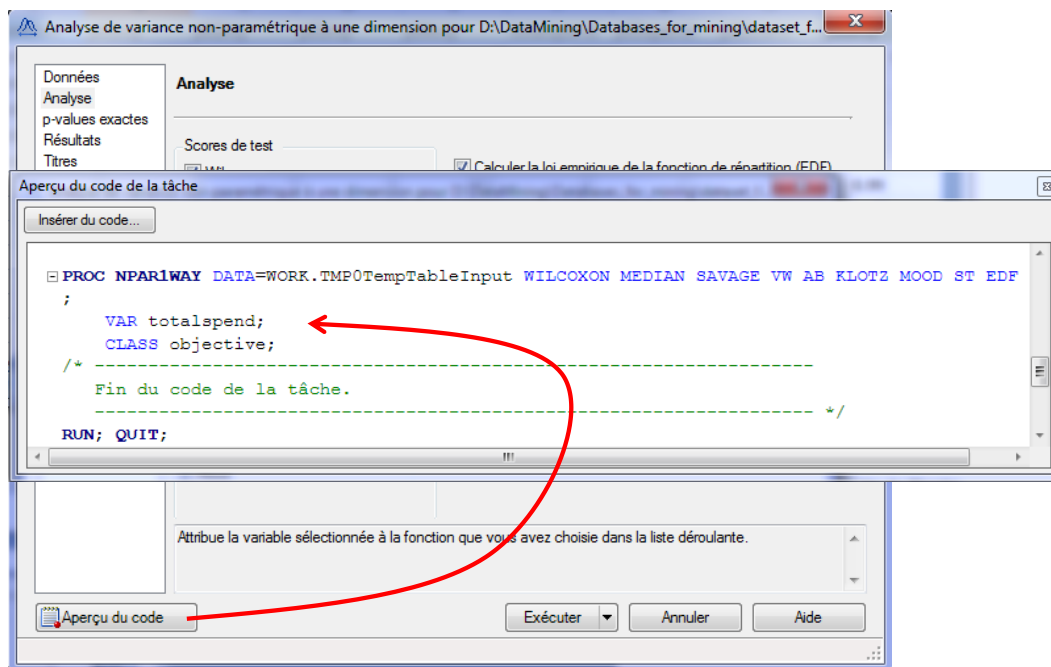 Analyse de variance non-paramétrique à une dimension pour D:\DataMining\Databases_for_mining\dataset_f...
Données
Analyse
p-values exactes
Résultats
Titres
Analyse
Scores de test
Calculer la loi empirique de la fonction de répartition (EDF)
Aperçu du code de la tâche
Insérer du code...
PROC NPAR1WAY DATA=WORK.TMP0TempTableInput WILCOXON MEDIAN SAVAGE VW AB KLOTZ MOOD ST EDF
;
VAR totalspend;
CLASS objective;
/* -------------------------------------------------------------------
Fin du code de la tâche.
------------------------------------------------------------------- */
RUN; QUIT;
Attribue la variable sélectionnée à la fonction que vous avez choisie dans la liste déroulante.
Aperçu du code
Exécuter
Annuler
Aide